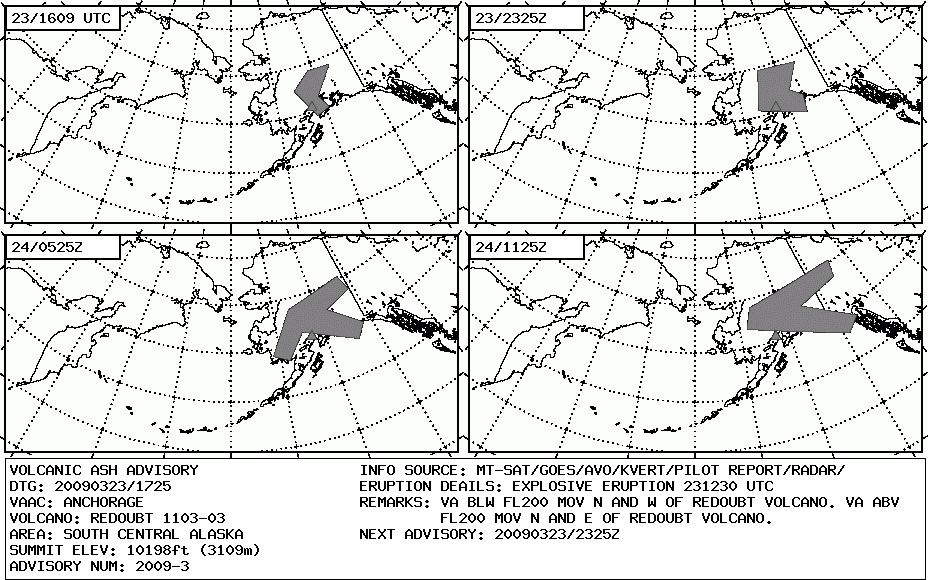 23/1609 UTC
23/2325Z
24/0525Z
24/1125Z
VOLCANIC ASH ADVISORY
DTG: 20090323/1725
VAAC: ANCHORAGE
VOLCANO: REDOUBT 1103-03
AREA: SOUTH CENTRAL ALASKA
SUMMIT ELEV: 10198ft (3109m)
ADVISORY NUM: 2009-3
INFO SOURCE: MT-SAT/GOES/AVO/KVERT/PILOT REPORT/RADAR/
ERUPTION DEAILS: EXPLOSIVE ERUPTION 231230 UTC
REMARKS: VA BLW FL200 MOV N AND W OF REDOUBT VOLCANO. VA ABV
FL200 MOV N AND E OF REDOUBT VOLCANO.
NEXT ADVISORY: 20090323/2325Z